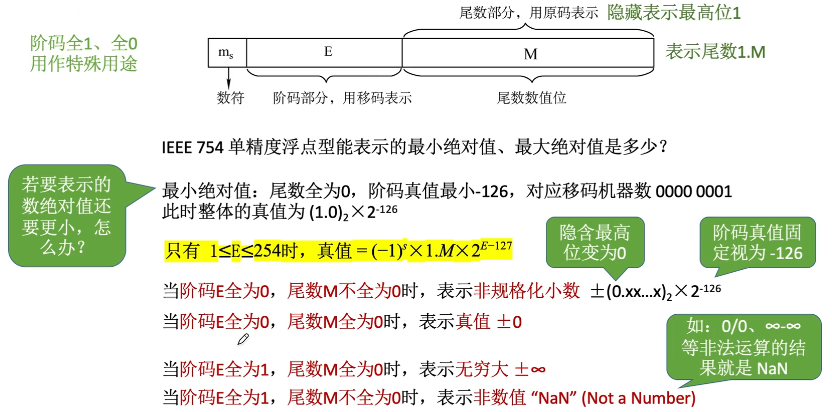 尾数部分，用原码表示 隐藏表示最高位1
阶码全1、全0
用作特殊用途
mₛ E M
表示尾数1.M
数符 阶码部分，用移码表示 尾数数值位
IEEE 754 单精度浮点型能表示的最小绝对值、最大绝对值是多少？
若要表示的
数绝对值还
要更小，怎
么办？
最小绝对值：尾数全为0，阶码真值最小-126，对应移码机器数 0000 0001
此时整体的真值为 (1.0)₂×2⁻¹²⁶
隐含最高
位变为0
阶码真值固
定视为 -126
只有 1≤E≤254时，真值 = (−1)ˢ×1.M×2ᴱ⁻¹²⁷
当阶码E全为0，尾数M不全为0时，表示非规格化小数 ±(0.xx...x)₂×2⁻¹²⁶
当阶码E全为0，尾数M全为0时，表示真值 ±0
如：0/0、∞-∞
等非法运算的结
果就是 NaN
当阶码E全为1，尾数M全为0时，表示无穷大 ±∞
当阶码E全为1，尾数M不全为0时，表示非数值 “NaN” (Not a Number)